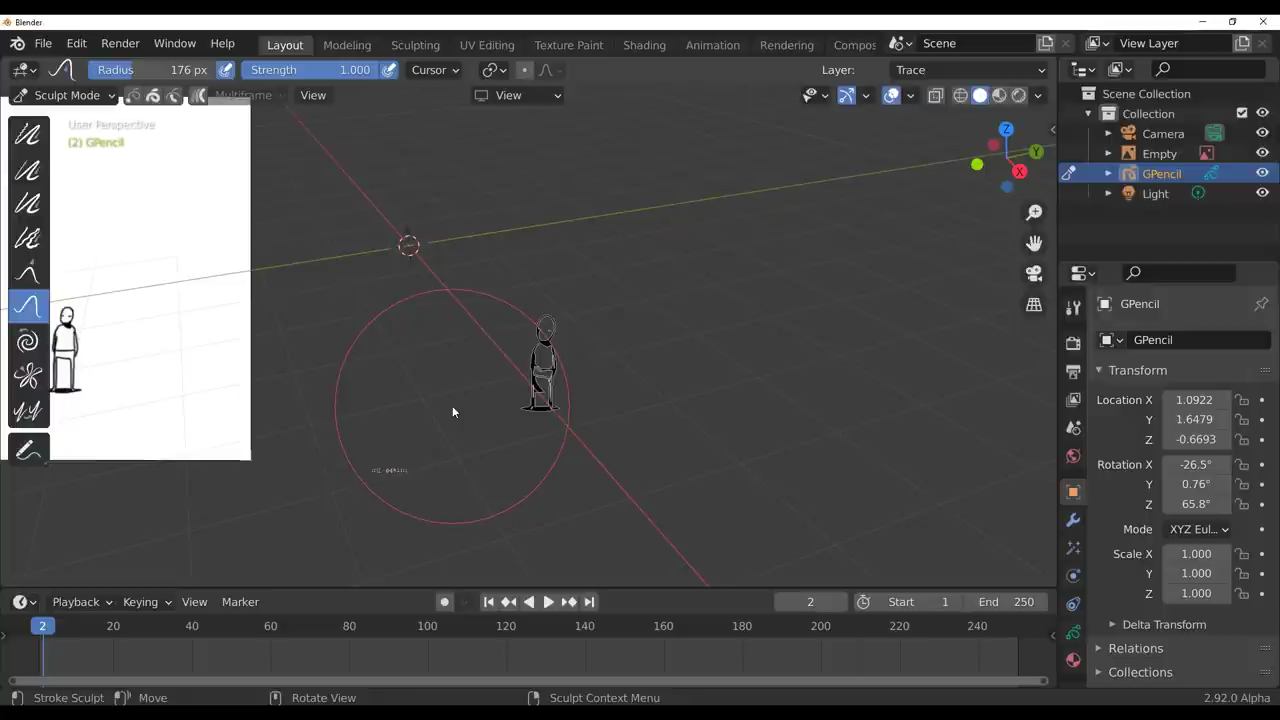 Blender
File Edit Render Window Help Layout Modeling Sculpting UV Editing Texture Paint Shading Animation Rendering Compos Scene View Layer
Radius 176 px Strength 1.000 Cursor Layer: Trace
Sculpt Mode Multiframe View View
User Perspective
(2) GPencil
Z
Y
X
Scene Collection
Collection
Camera
Empty
GPencil
Light
GPencil
GPencil
Transform
Location X 1.0922
Y 1.6479
Z -0.6693
Rotation X -26.5°
Y 0.76°
Z 65.8°
Mode XYZ Eul...
Scale X 1.000
Y 1.000
Z 1.000
Delta Transform
Relations
Collections
Playback Keying View Marker 2 Start 1 End 250
2 20 40 60 80 100 120 140 160 180 200 220 240
Stroke Sculpt Move Rotate View Sculpt Context Menu 2.92.0 Alpha